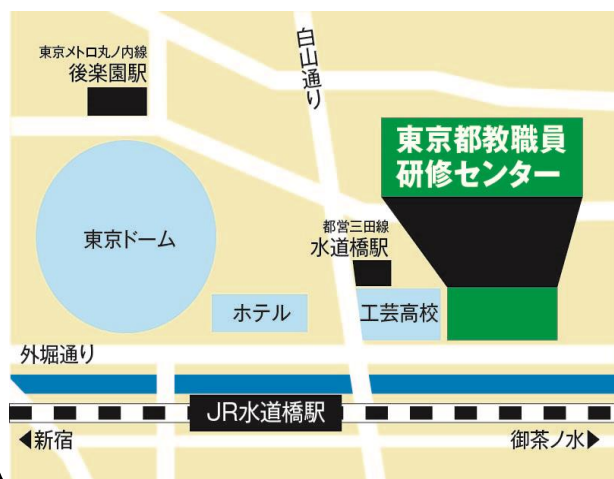 東京メトロ丸ノ内線
後楽園駅
白山通り
東京都教職員
研修センター
東京ドーム
都営三田線
水道橋駅
ホテル
工芸高校
外堀通り
JR水道橋駅
◀新宿
御茶ノ水▶